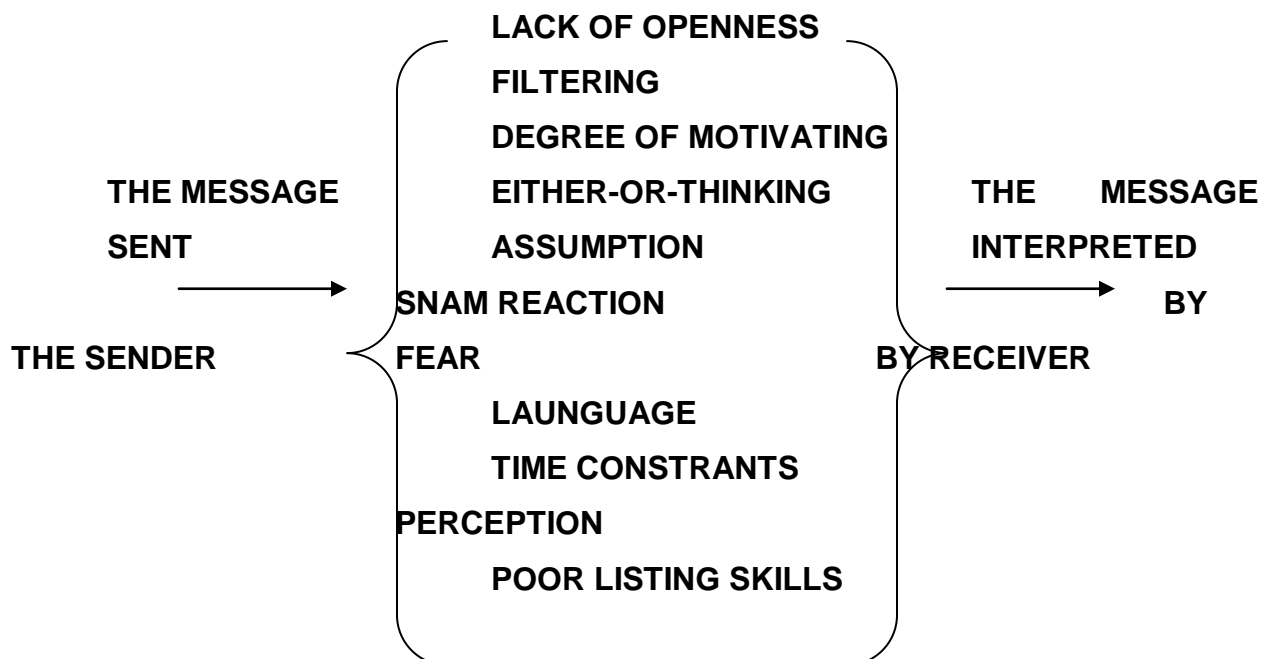 LACK OF OPENNESS
FILTERING
DEGREE OF MOTIVATING
THE MESSAGE EITHER-OR-THINKING THE MESSAGE
SENT ASSUMPTION INTERPRETED
SNAM REACTION BY
THE SENDER FEAR BY RECEIVER
LAUNGUAGE
TIME CONSTRANTS
PERCEPTION
POOR LISTING SKILLS